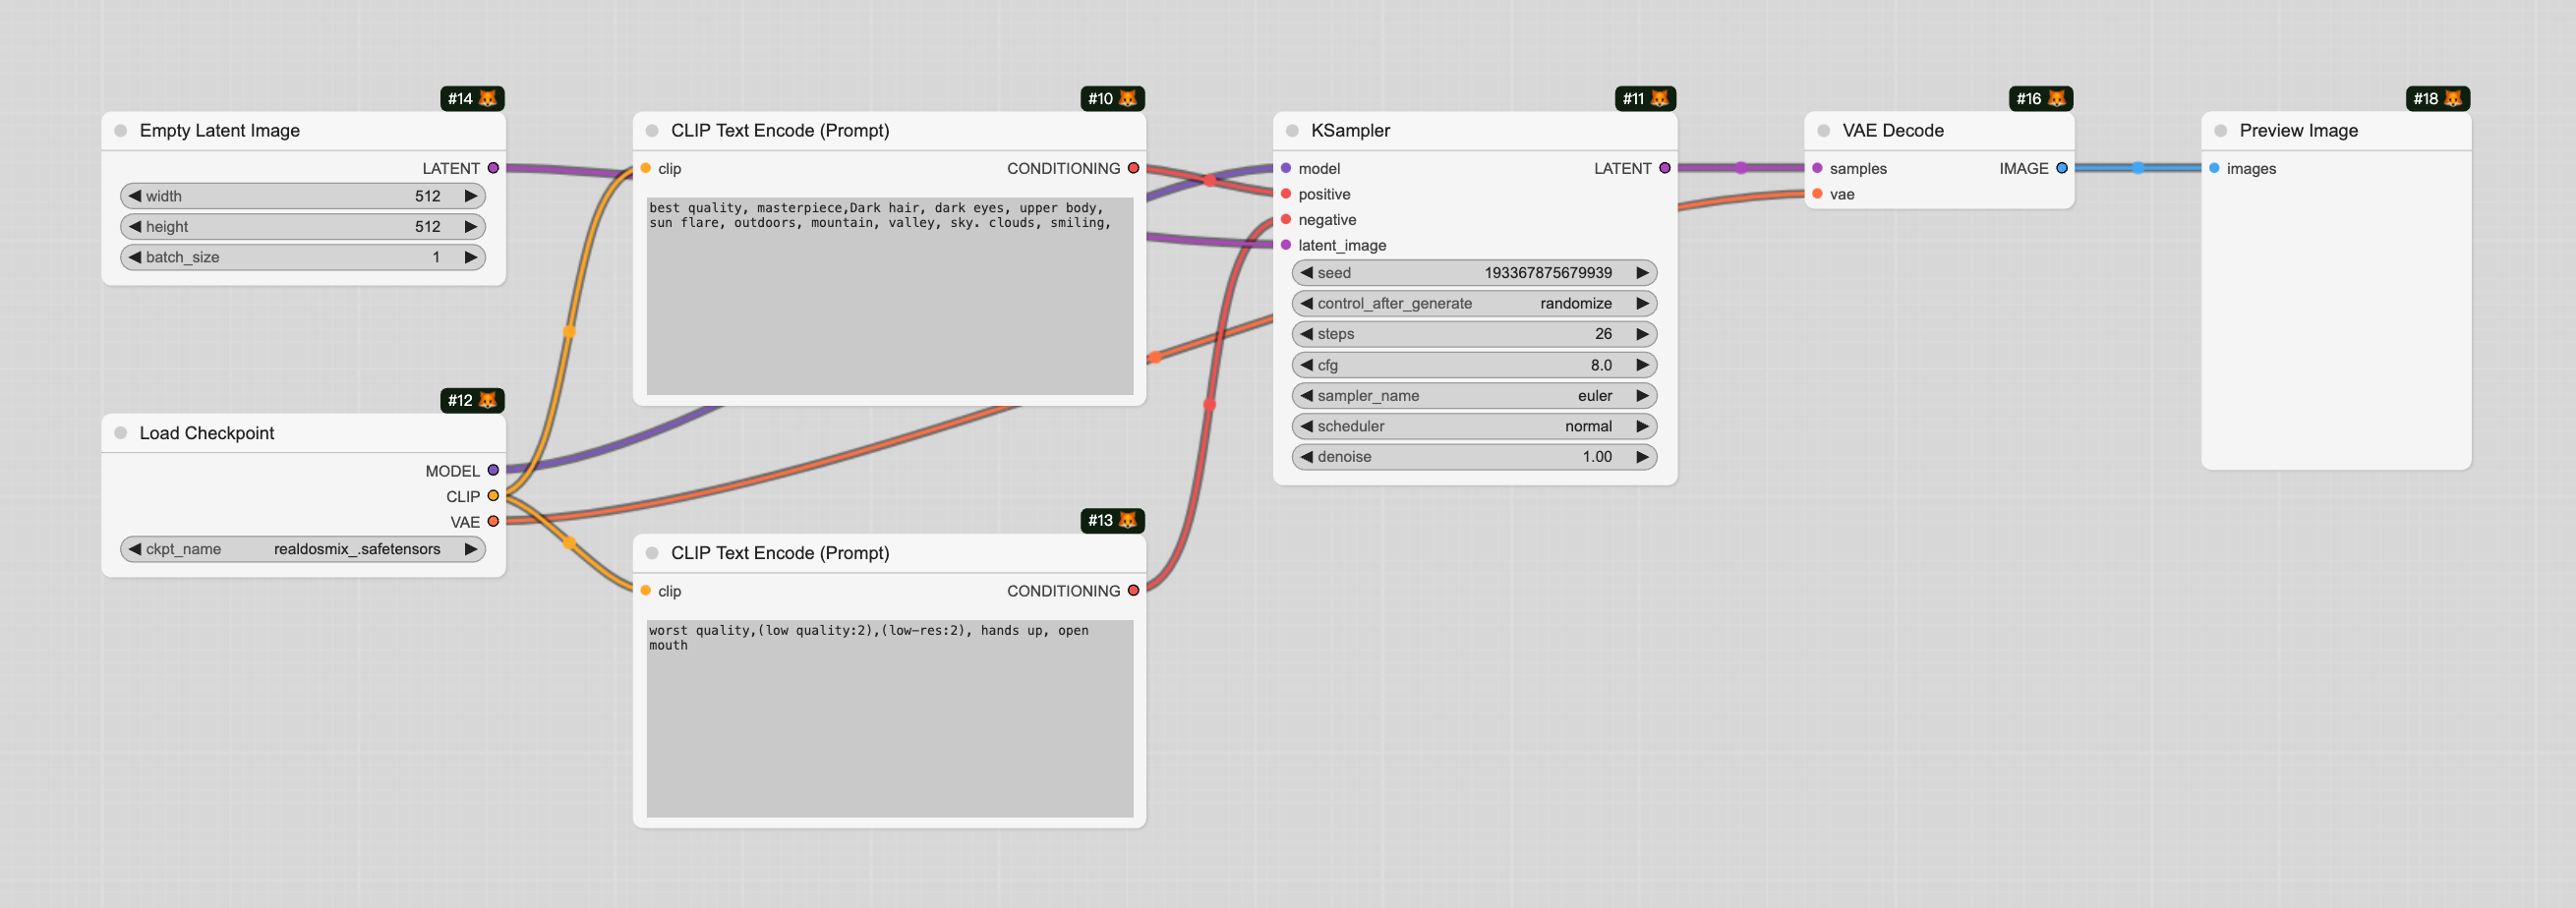 #14
Empty Latent Image
LATENT
width 512
height 512
batch_size 1
#12
Load Checkpoint
MODEL
CLIP
VAE
ckpt_name realdosmix_.safetensors
#10
CLIP Text Encode (Prompt)
clip CONDITIONING
best quality, masterpiece,Dark hair, dark eyes, upper body,
sun flare, outdoors, mountain, valley, sky. clouds, smiling,
#13
CLIP Text Encode (Prompt)
clip CONDITIONING
worst quality,(low quality:2),(low-res:2), hands up, open
mouth
#11
KSampler
model LATENT
positive
negative
latent_image
seed 193367875679939
control_after_generate randomize
steps 26
cfg 8.0
sampler_name euler
scheduler normal
denoise 1.00
#16
VAE Decode
samples IMAGE
vae
#18
Preview Image
images